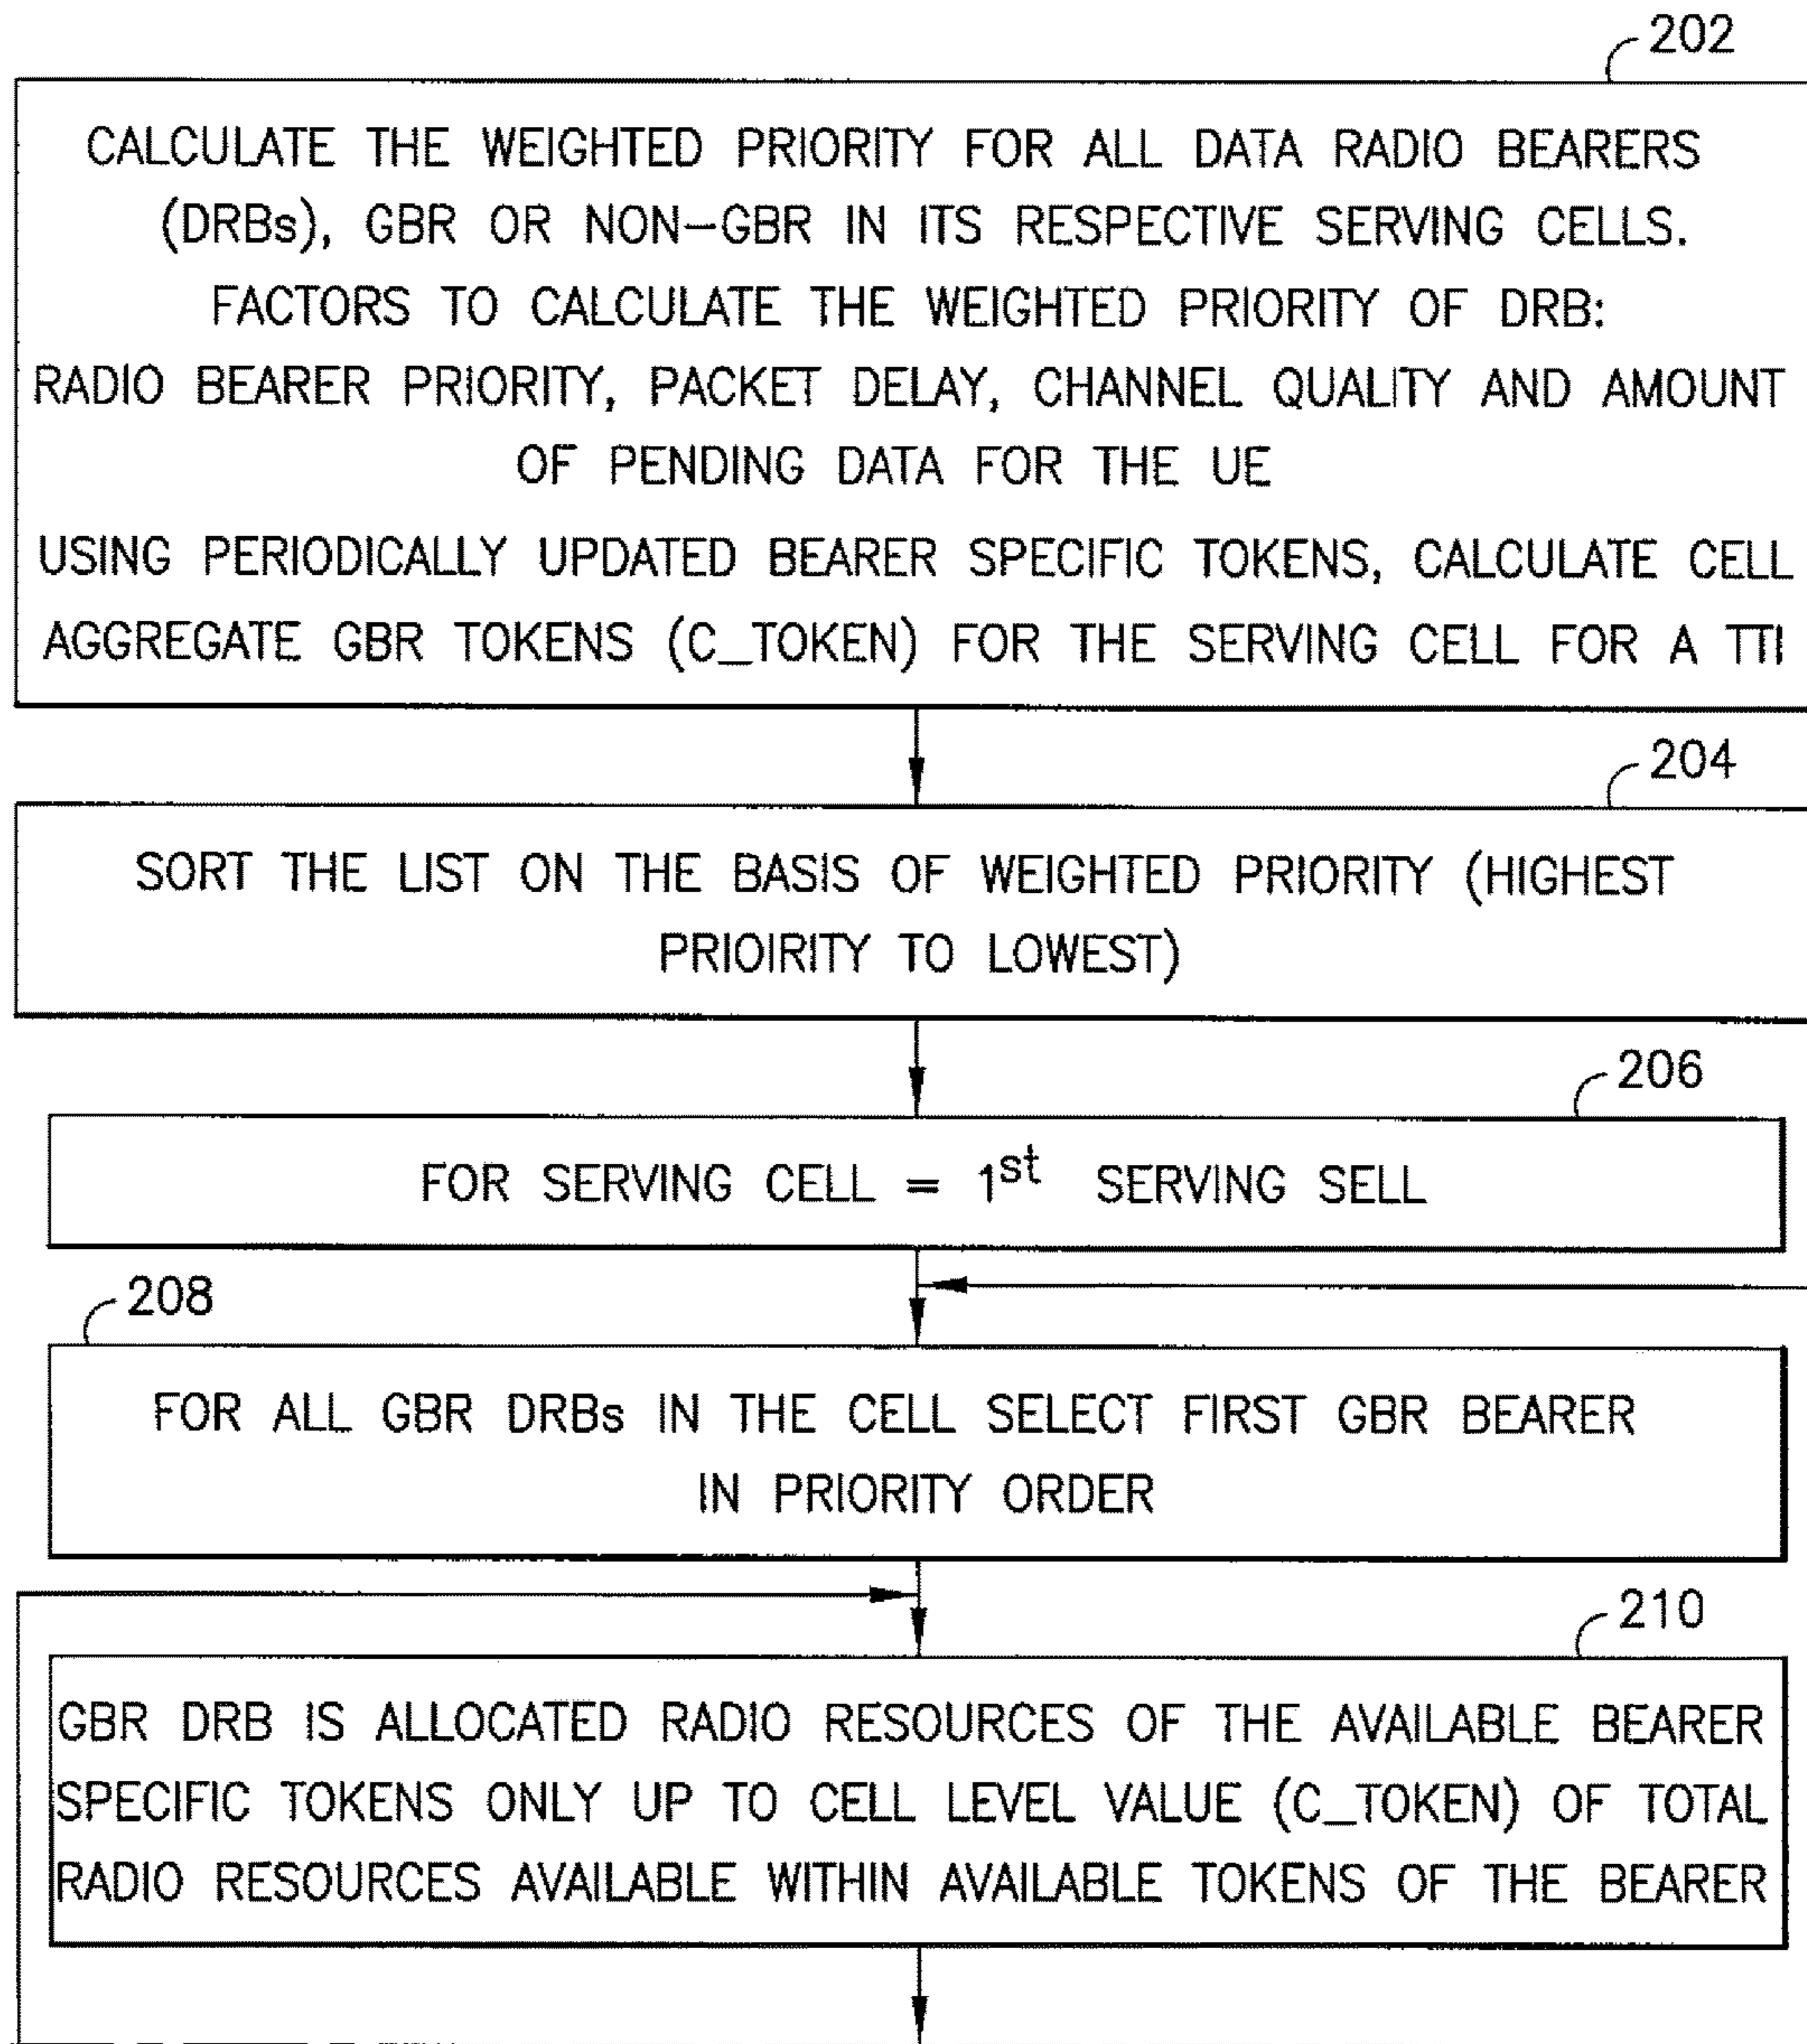 202
CALCULATE THE WEIGHTED PRIORITY FOR ALL DATA RADIO BEARERS
(DRBs), GBR OR NON-GBR IN ITS RESPECTIVE SERVING CELLS.
FACTORS TO CALCULATE THE WEIGHTED PRIORITY OF DRB:
RADIO BEARER PRIORITY, PACKET DELAY, CHANNEL QUALITY AND AMOUNT
OF PENDING DATA FOR THE UE
USING PERIODICALLY UPDATED BEARER SPECIFIC TOKENS, CALCULATE CELL
AGGREGATE GBR TOKENS (C_TOKEN) FOR THE SERVING CELL FOR A TTI
204
SORT THE LIST ON THE BASIS OF WEIGHTED PRIORITY (HIGHEST
PRIOIRITY TO LOWEST)
206
FOR SERVING CELL = 1st SERVING SELL
208
FOR ALL GBR DRBs IN THE CELL SELECT FIRST GBR BEARER
IN PRIORITY ORDER
210
GBR DRB IS ALLOCATED RADIO RESOURCES OF THE AVAILABLE BEARER
SPECIFIC TOKENS ONLY UP TO CELL LEVEL VALUE (C_TOKEN) OF TOTAL
RADIO RESOURCES AVAILABLE WITHIN AVAILABLE TOKENS OF THE BEARER